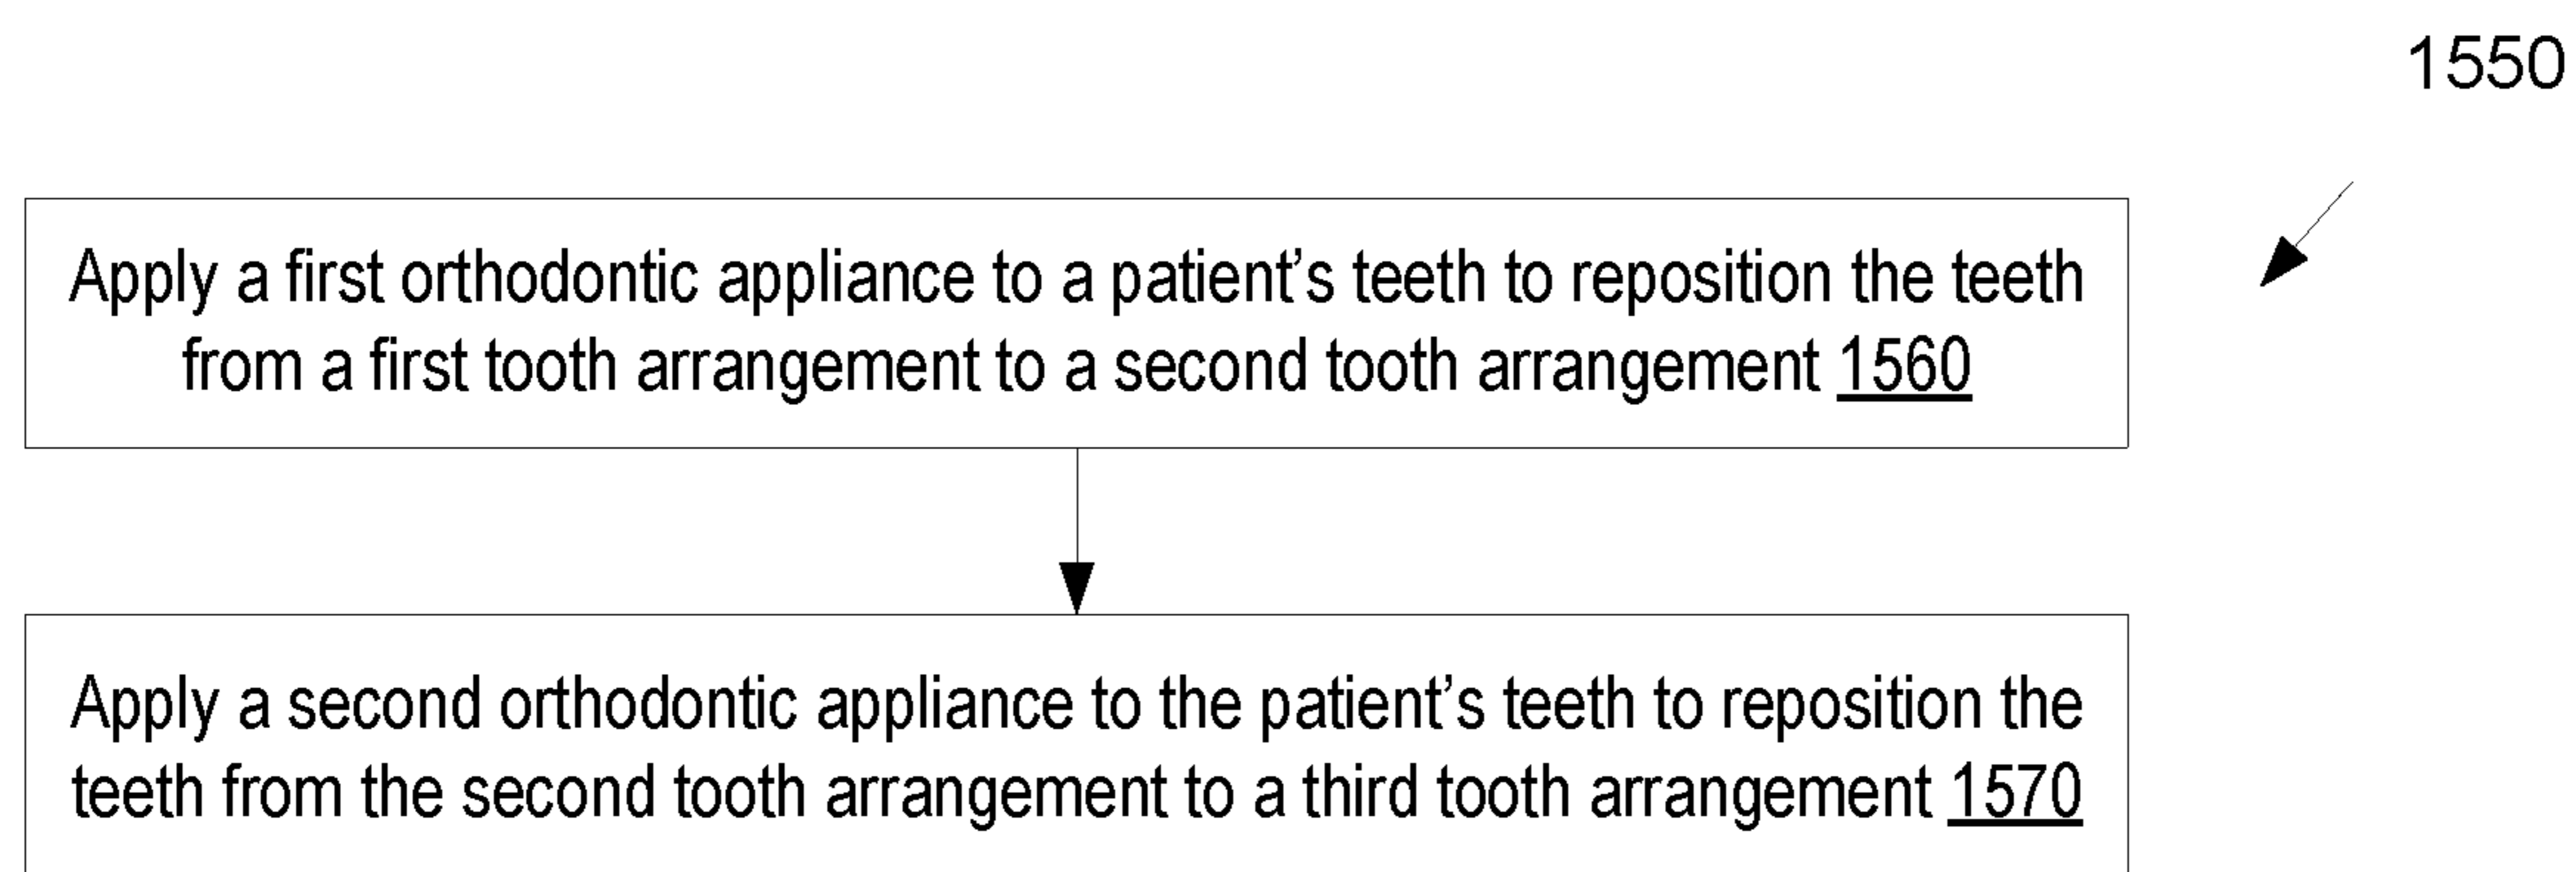 1550
Apply a first orthodontic appliance to a patient’s teeth to reposition the teeth
from a first tooth arrangement to a second tooth arrangement 1560
Apply a second orthodontic appliance to the patient’s teeth to reposition the
teeth from the second tooth arrangement to a third tooth arrangement 1570